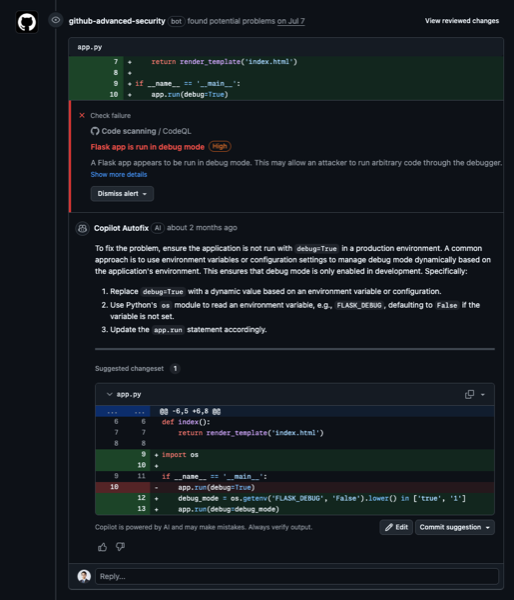 github-advanced-security bot found potential problems on Jul 7
View reviewed changes
app.py
7 + return render_template('index.html')
8 +
9 + if __name__ == '__main__':
10 + app.run(debug=True)
Check failure
Code scanning / CodeQL
Flask app is run in debug mode High
A Flask app appears to be run in debug mode. This may allow an attacker to run arbitrary code through the debugger.
Show more details
Dismiss alert
Copilot Autofix AI about 2 months ago
To fix the problem, ensure the application is not run with debug=True in a production environment. A common
approach is to use environment variables or configuration settings to manage debug mode dynamically based on
the application's environment. This ensures that debug mode is only enabled in development. Specifically:
1. Replace debug=True with a dynamic value based on an environment variable or configuration.
2. Use Python's os module to read an environment variable, e.g., FLASK_DEBUG, defaulting to False if the
variable is not set.
3. Update the app.run statement accordingly.
Suggested changeset 1
app.py
... ... @@ -6,5 +6,8 @@
6 6 def index():
7 7 return render_template('index.html')
8 8
9 + import os
10 +
9 11 if __name__ == '__main__':
10 - app.run(debug=True)
12 + debug_mode = os.getenv('FLASK_DEBUG', 'False').lower() in ['true', '1']
13 + app.run(debug=debug_mode)
Copilot is powered by AI and may make mistakes. Always verify output.
Edit
Commit suggestion
Reply...